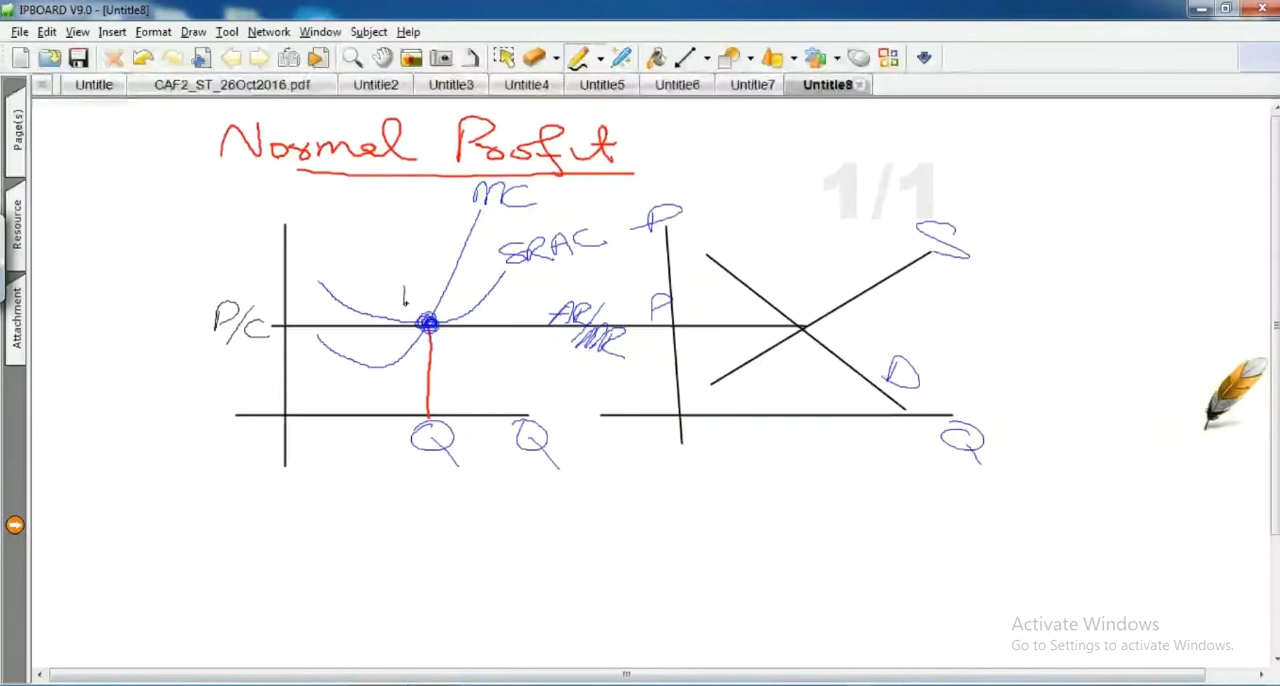 IPBOARD V9.0 - [Untitle8]
File Edit View Insert Format Draw Tool Network Window Subject Help
Untitle CAF2_ST_26Oct2016.pdf Untitle2 Untitle3 Untitle4 Untitle5 Untitle6 Untitle7 Untitle8
Page(s)
Resource
Attachment
Normal Profit
1/1
MC
SRAC
P
S
P/C
AR/
MR
P
D
Q
Q
Q
Activate Windows
Go to Settings to activate Windows.